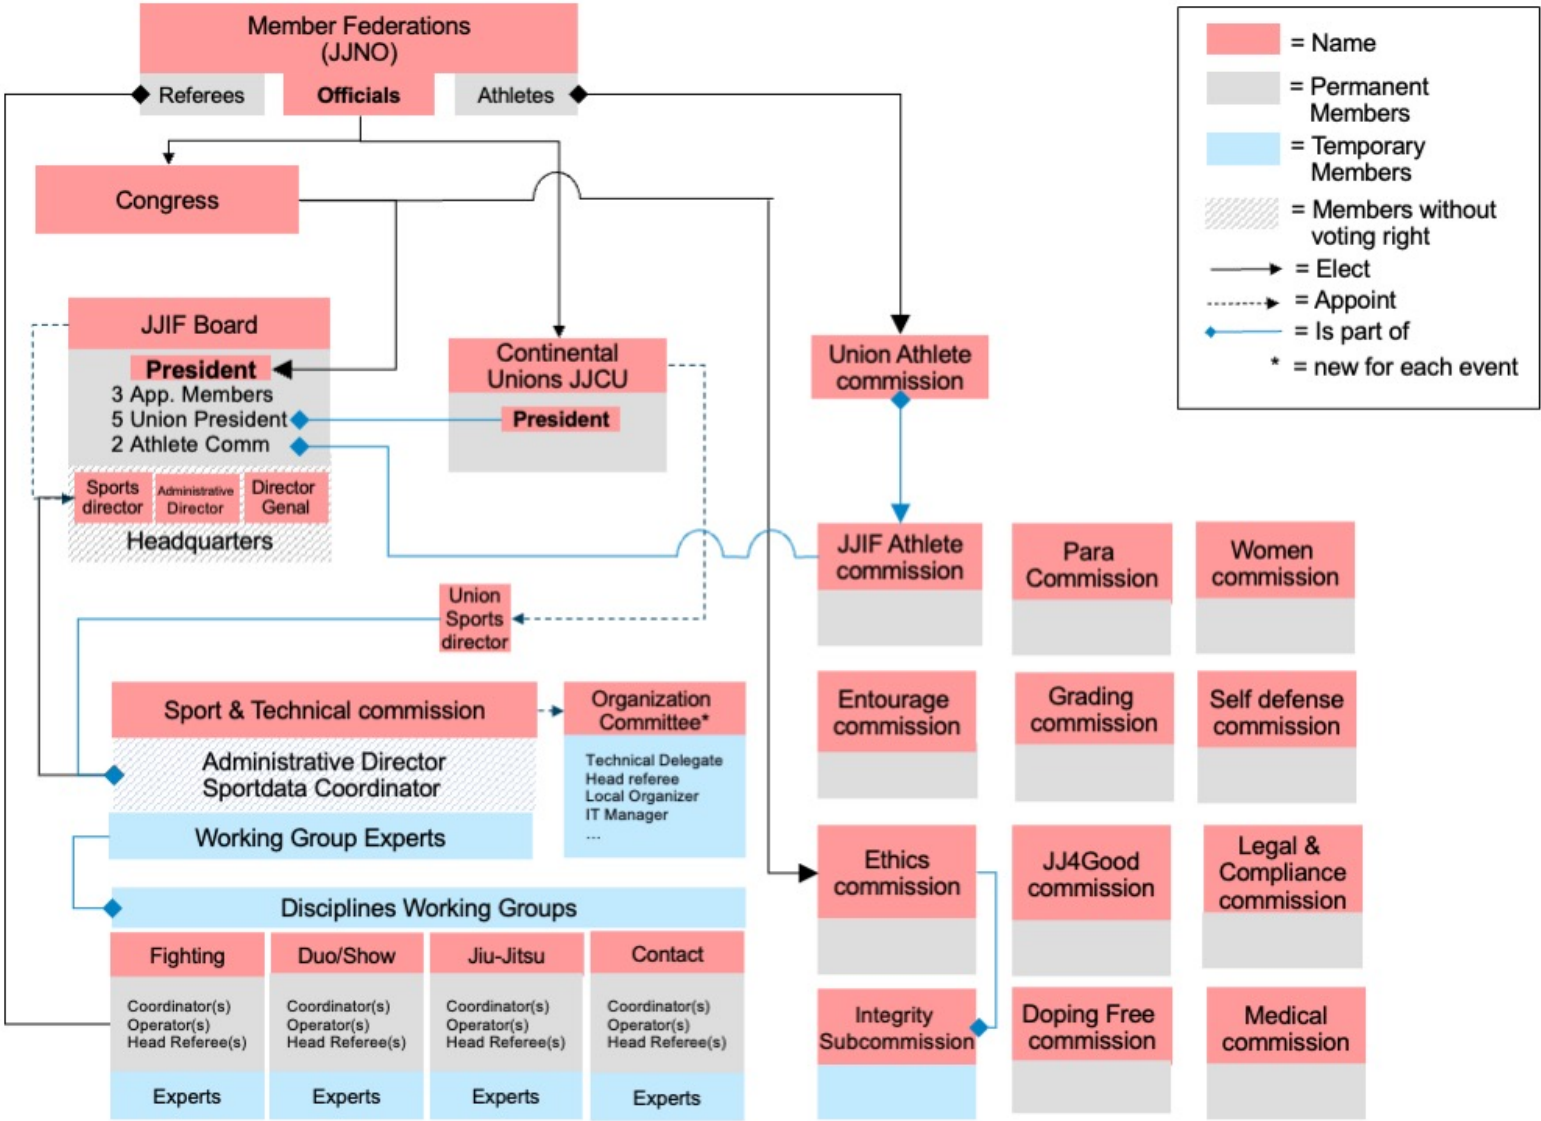 Member Federations
(JJNO)
Referees
Officials
Athletes
= Name
= Permanent
Members
= Temporary
Members
= Members without
voting right
= Elect
= Appoint
= Is part of
* = new for each event
Congress
JJIF Board
President
3 App. Members
5 Union President
2 Athlete Comm
Sports
director
Administrative
Director
Director
Genal
Headquarters
Continental
Unions JJCU
President
Union Athlete
commission
Union
Sports
director
JJIF Athlete
commission
Para
Commission
Women
commission
Sport & Technical commission
Administrative Director
Sportdata Coordinator
Working Group Experts
Organization
Committee*
Technical Delegate
Head referee
Local Organizer
IT Manager
...
Entourage
commission
Grading
commission
Self defense
commission
Ethics
commission
JJ4Good
commission
Legal &
Compliance
commission
Disciplines Working Groups
Fighting
Coordinator(s)
Operator(s)
Head Referee(s)
Experts
Duo/Show
Coordinator(s)
Operator(s)
Head Referee(s)
Experts
Jiu-Jitsu
Coordinator(s)
Operator(s)
Head Referee(s)
Experts
Contact
Coordinator(s)
Operator(s)
Head Referee(s)
Experts
Integrity
Subcommission
Doping Free
commission
Medical
commission